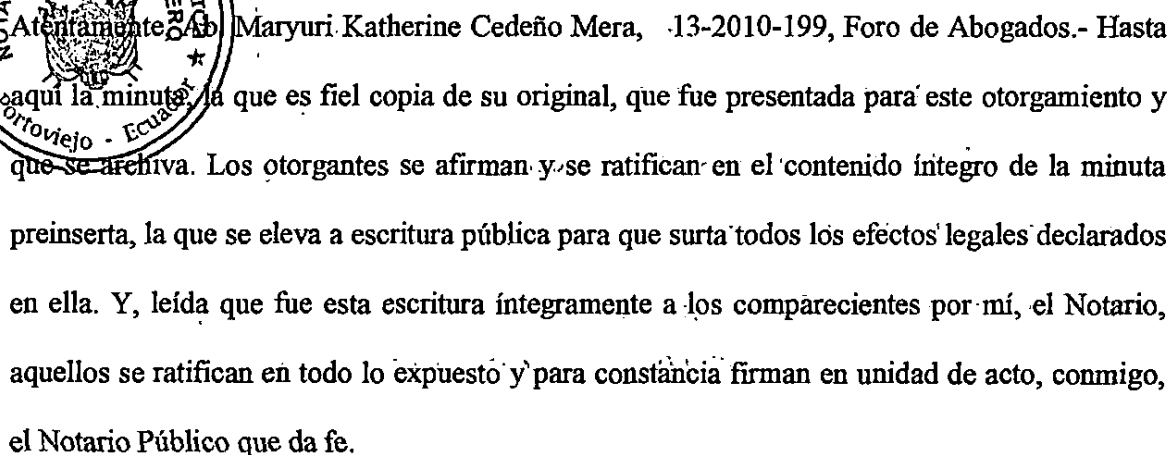 Atentamente, Ab. Maryuri Katherine Cedeño Mera, 13-2010-199, Foro de Abogados.- Hasta
aquí la minuta, la que es fiel copia de su original, que fue presentada para este otorgamiento y
que se archiva. Los otorgantes se afirman y se ratifican en el contenido íntegro de la minuta
preinserta, la que se eleva a escritura pública para que surta todos los efectos legales declarados
en ella. Y, leída que fue esta escritura íntegramente a los comparecientes por mí, el Notario,
aquellos se ratifican en todo lo expuesto y para constancia firman en unidad de acto, conmigo,
el Notario Público que da fe.
Portoviejo - Ecuador